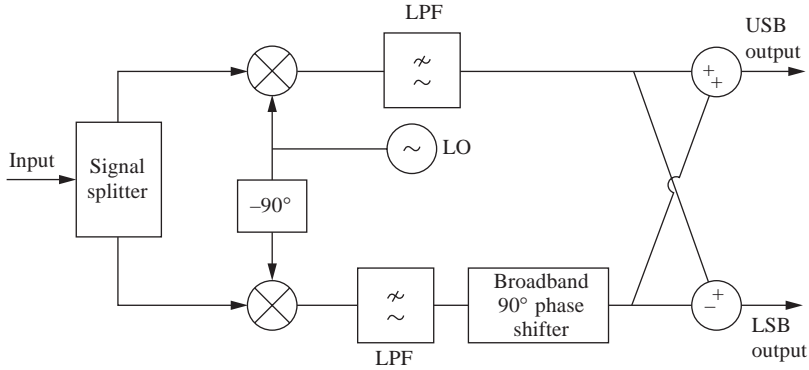 LPF
USB
output
+
+
Input
Signal
splitter
LO
–90°
Broadband
90° phase
shifter
+
–
LPF
LSB
output